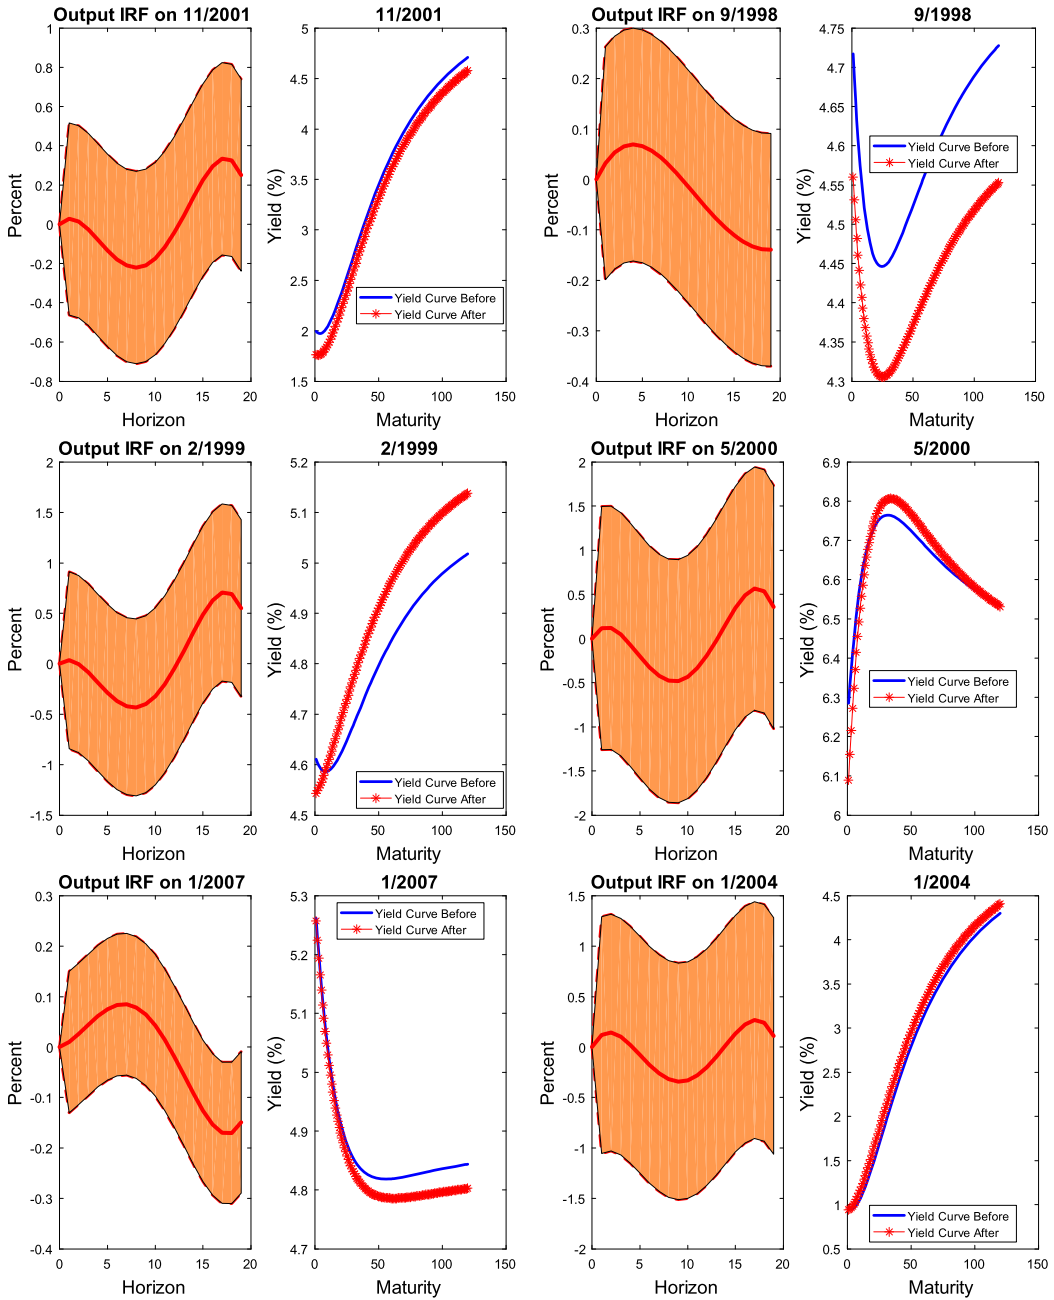 Output IRF on 11/2001
1
0.8
0.6
0.4
0.2
0
-0.2
-0.4
-0.6
-0.8
Percent
0 5 10 15 20
Horizon
11/2001
5
4.5
4
3.5
3
2.5
2
1.5
Yield (%)
Yield Curve Before
Yield Curve After
0 50 100 150
Maturity
Output IRF on 9/1998
0.3
0.2
0.1
0
-0.1
-0.2
-0.3
-0.4
Percent
0 5 10 15 20
Horizon
9/1998
4.75
4.7
4.65
4.6
4.55
4.5
4.45
4.4
4.35
4.3
Yield (%)
Yield Curve Before
Yield Curve After
0 50 100 150
Maturity
Output IRF on 2/1999
2
1.5
1
0.5
0
-0.5
-1
-1.5
Percent
0 5 10 15 20
Horizon
2/1999
5.2
5.1
5
4.9
4.8
4.7
4.6
4.5
Yield (%)
Yield Curve Before
Yield Curve After
0 50 100 150
Maturity
Output IRF on 5/2000
2
1.5
1
0.5
0
-0.5
-1
-1.5
-2
Percent
0 5 10 15 20
Horizon
5/2000
6.9
6.8
6.7
6.6
6.5
6.4
6.3
6.2
6.1
6
Yield (%)
Yield Curve Before
Yield Curve After
0 50 100 150
Maturity
Output IRF on 1/2007
0.3
0.2
0.1
0
-0.1
-0.2
-0.3
-0.4
Percent
0 5 10 15 20
Horizon
1/2007
5.3
5.2
5.1
5
4.9
4.8
4.7
Yield (%)
Yield Curve Before
Yield Curve After
0 50 100 150
Maturity
Output IRF on 1/2004
1.5
1
0.5
0
-0.5
-1
-1.5
-2
Percent
0 5 10 15 20
Horizon
1/2004
4.5
4
3.5
3
2.5
2
1.5
1
0.5
Yield (%)
Yield Curve Before
Yield Curve After
0 50 100 150
Maturity